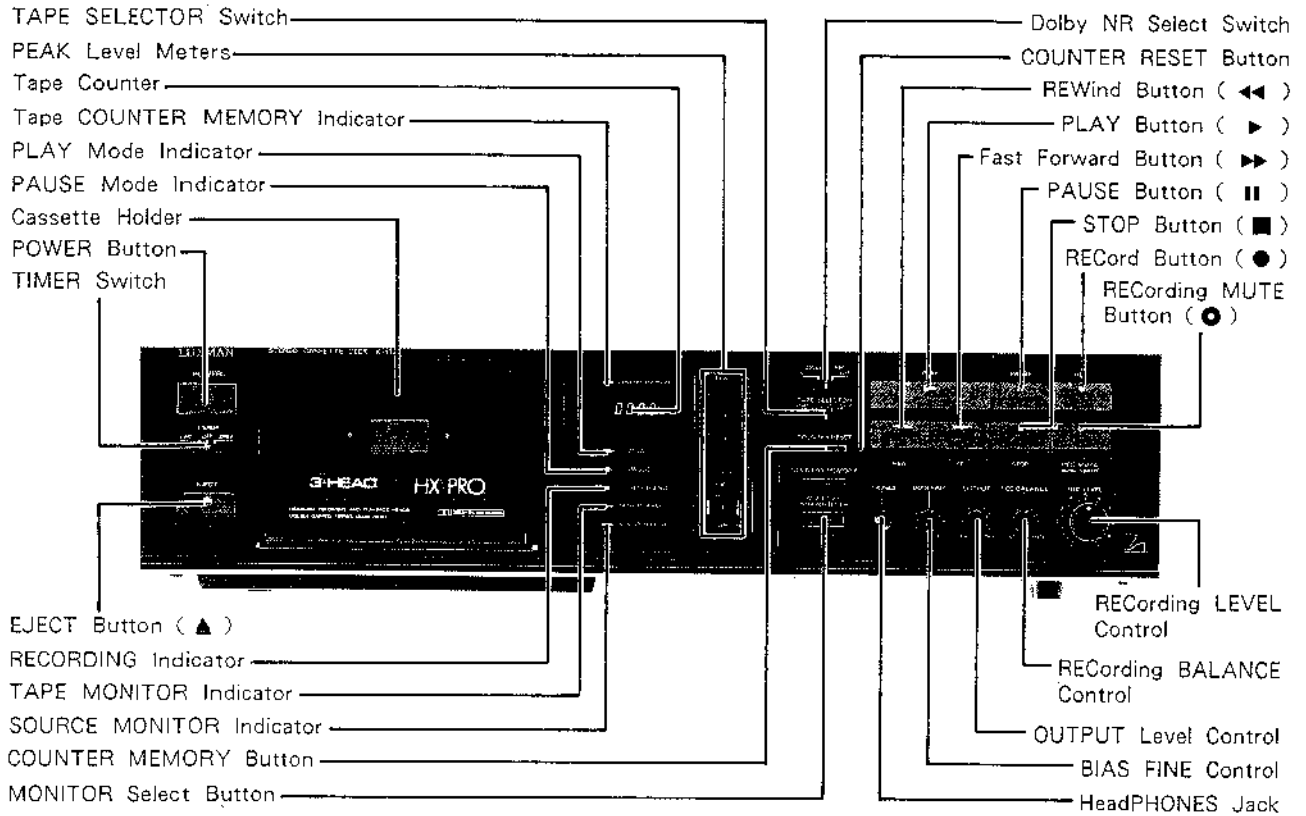 TAPE SELECTOR Switch
PEAK Level Meters
Tape Counter
Tape COUNTER MEMORY Indicator
PLAY Mode Indicator
PAUSE Mode Indicator
Cassette Holder
POWER Button
TIMER Switch
Dolby NR Select Switch
COUNTER RESET Button
REWind Button ( ◀◀ )
PLAY Button ( ▶ )
Fast Forward Button ( ▶▶ )
PAUSE Button ( ▮▮ )
STOP Button ( ■ )
RECord Button ( ● )
RECording MUTE
Button ( ⭘ )
LUXMAN
STEREO CASSETTE DECK
3-HEAD
HX PRO
EJECT Button ( ▲ )
RECORDING Indicator
TAPE MONITOR Indicator
SOURCE MONITOR Indicator
COUNTER MEMORY Button
MONITOR Select Button
RECording LEVEL
Control
RECording BALANCE
Control
OUTPUT Level Control
BIAS FINE Control
HeadPHONES Jack